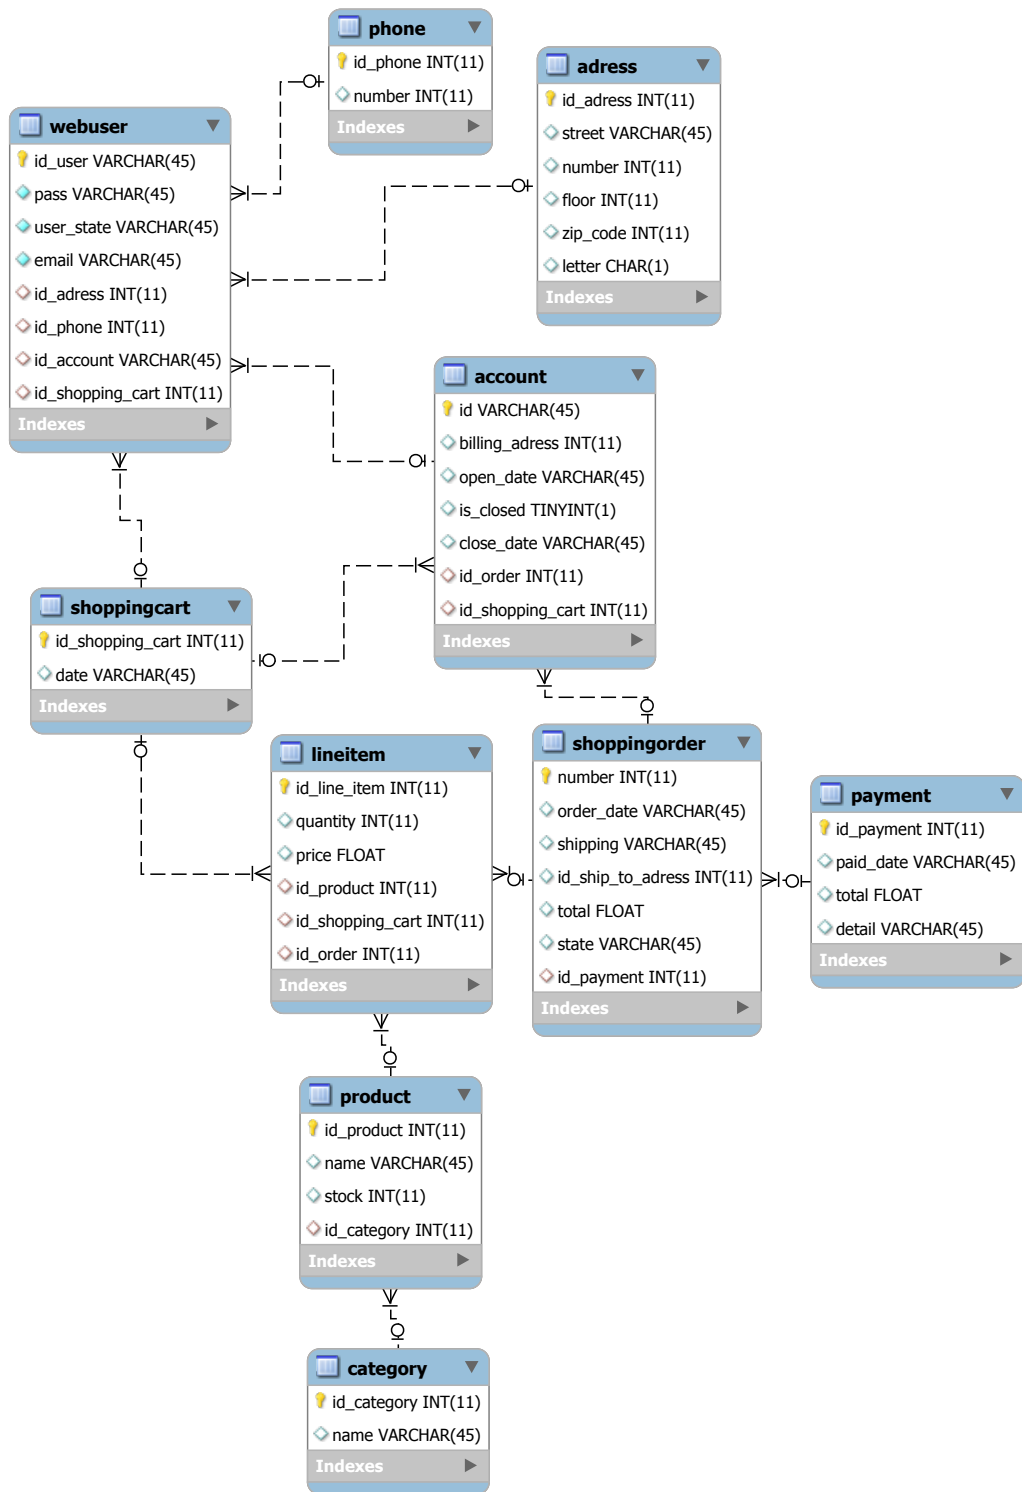 phone
id_phone INT(11)
number INT(11)
Indexes
adress
id_adress INT(11)
street VARCHAR(45)
number INT(11)
floor INT(11)
zip_code INT(11)
letter CHAR(1)
Indexes
webuser
id_user VARCHAR(45)
pass VARCHAR(45)
user_state VARCHAR(45)
email VARCHAR(45)
id_adress INT(11)
id_phone INT(11)
id_account VARCHAR(45)
id_shopping_cart INT(11)
Indexes
account
id VARCHAR(45)
billing_adress INT(11)
open_date VARCHAR(45)
is_closed TINYINT(1)
close_date VARCHAR(45)
id_order INT(11)
id_shopping_cart INT(11)
Indexes
shoppingcart
id_shopping_cart INT(11)
date VARCHAR(45)
Indexes
lineitem
id_line_item INT(11)
quantity INT(11)
price FLOAT
id_product INT(11)
id_shopping_cart INT(11)
id_order INT(11)
Indexes
shoppingorder
number INT(11)
order_date VARCHAR(45)
shipping VARCHAR(45)
id_ship_to_adress INT(11)
total FLOAT
state VARCHAR(45)
id_payment INT(11)
Indexes
payment
id_payment INT(11)
paid_date VARCHAR(45)
total FLOAT
detail VARCHAR(45)
Indexes
product
id_product INT(11)
name VARCHAR(45)
stock INT(11)
id_category INT(11)
Indexes
category
id_category INT(11)
name VARCHAR(45)
Indexes